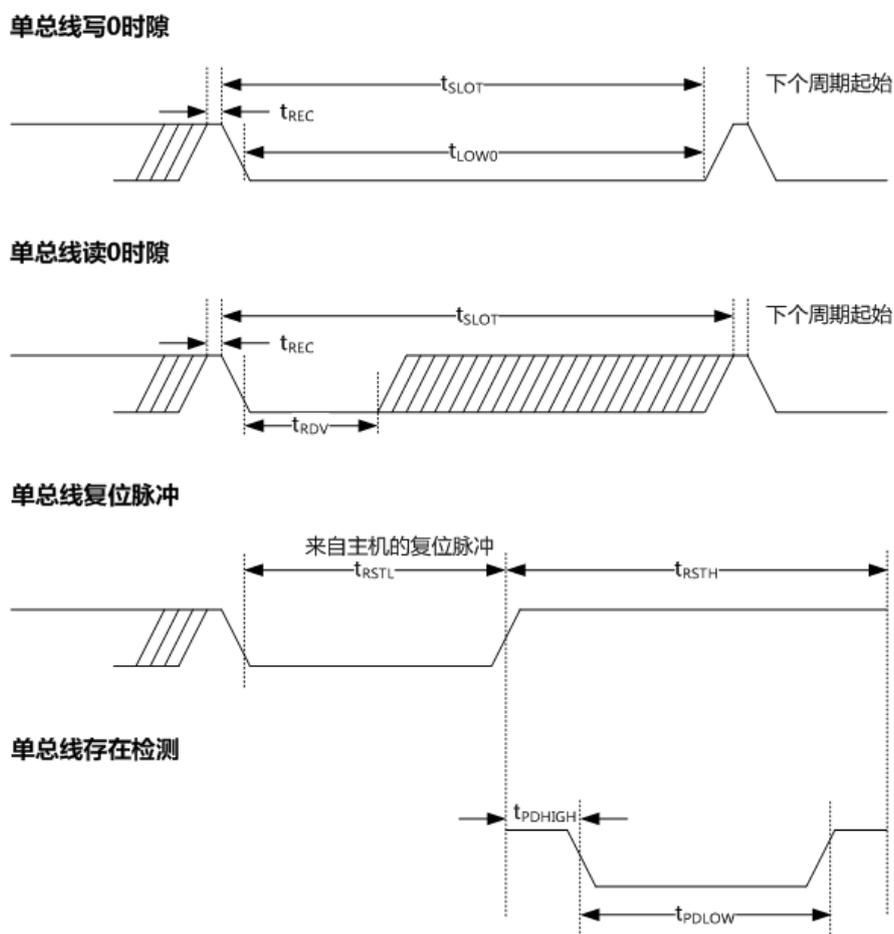 单总线写0时隙
tSLOT
下个周期起始
tREC
tLOW0
单总线读0时隙
tSLOT
下个周期起始
tREC
tRDV
单总线复位脉冲
来自主机的复位脉冲
tRSTL
tRSTH
单总线存在检测
tPDHIGH
tPDLOW